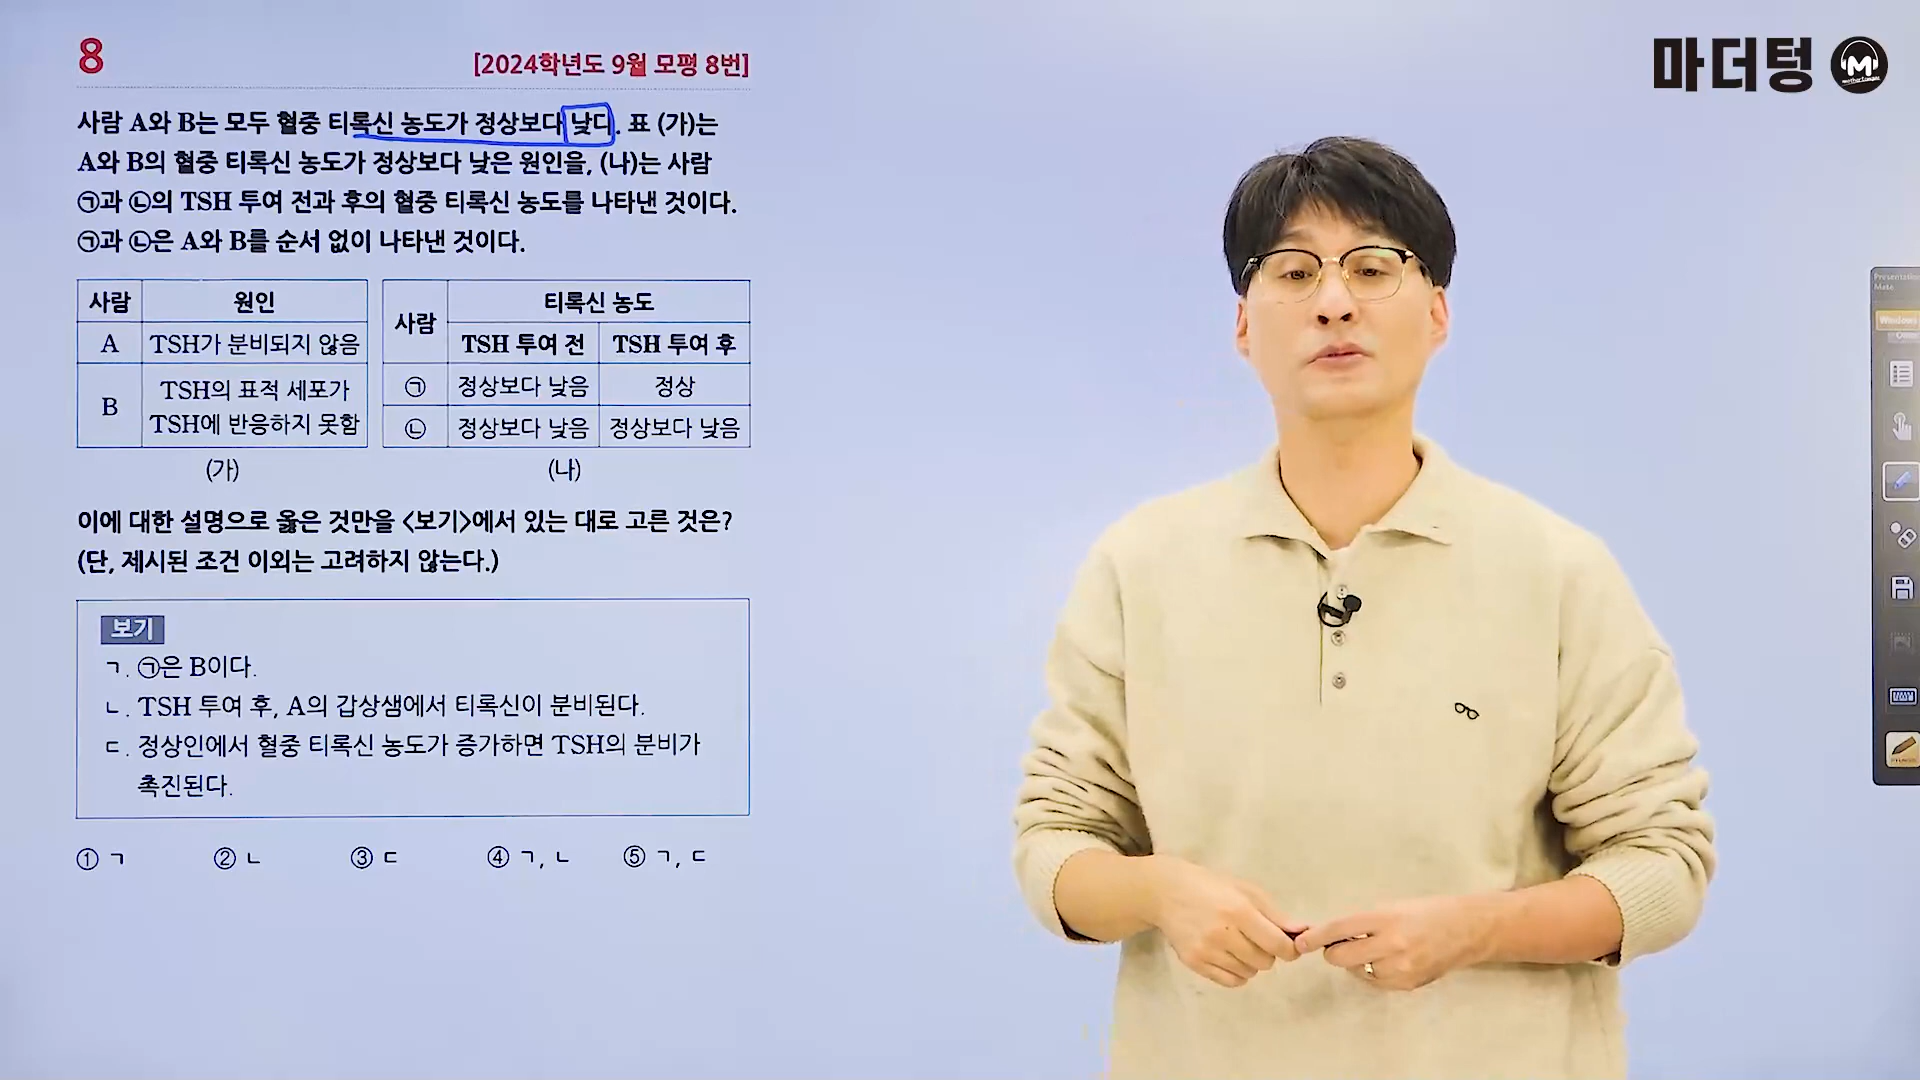 8
[2024학년도 9월 모평 8번]
마더텅
M
사람 A와 B는 모두 혈중 티록신 농도가 정상보다 낮다. 표 (가)는
A와 B의 혈중 티록신 농도가 정상보다 낮은 원인을, (나)는 사람
㉠과 ㉡의 TSH 투여 전과 후의 혈중 티록신 농도를 나타낸 것이다.
㉠과 ㉡은 A와 B를 순서 없이 나타낸 것이다.
사람 원인
A TSH가 분비되지 않음
B TSH의 표적 세포가
TSH에 반응하지 못함
(가)
사람 티록신 농도
TSH 투여 전 TSH 투여 후
㉠ 정상보다 낮음 정상
㉡ 정상보다 낮음 정상보다 낮음
(나)
이에 대한 설명으로 옳은 것만을 <보기>에서 있는 대로 고른 것은?
(단, 제시된 조건 이외는 고려하지 않는다.)
보기
ㄱ. ㉠은 B이다.
ㄴ. TSH 투여 후, A의 갑상샘에서 티록신이 분비된다.
ㄷ. 정상인에서 혈중 티록신 농도가 증가하면 TSH의 분비가
촉진된다.
① ㄱ ② ㄴ ③ ㄷ ④ ㄱ, ㄴ ⑤ ㄱ, ㄷ